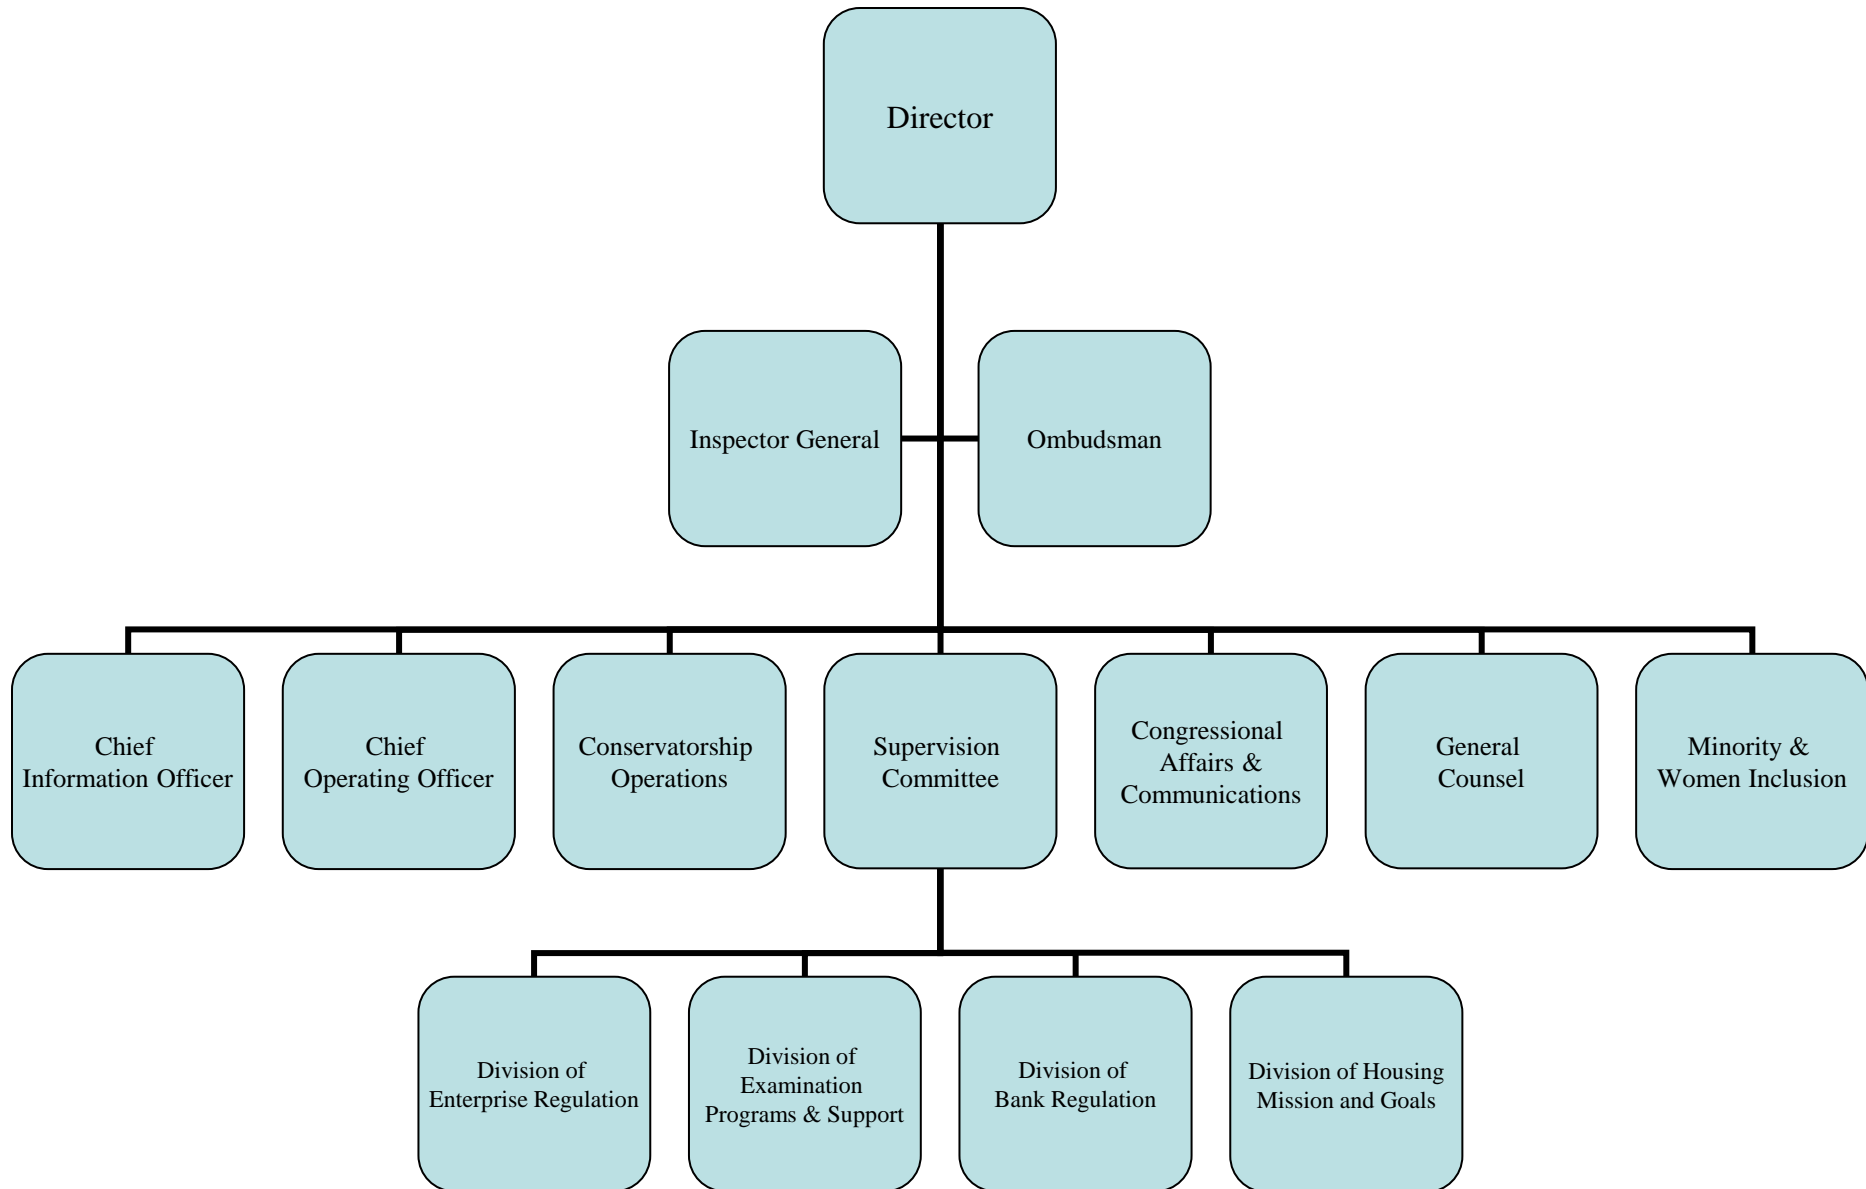 Director
Inspector General
Ombudsman
Chief
Information Officer
Chief
Operating Officer
Conservatorship
Operations
Supervision
Committee
Congressional
Affairs &
Communications
General
Counsel
Minority &
Women Inclusion
Division of
Enterprise Regulation
Division of
Examination
Programs & Support
Division of
Bank Regulation
Division of Housing
Mission and Goals